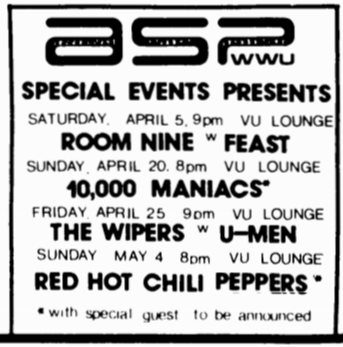 asp
wwu
SPECIAL EVENTS PRESENTS
SATURDAY, APRIL 5, 9pm VU LOUNGE
ROOM NINE w FEAST
SUNDAY, APRIL 20, 8pm VU LOUNGE
10,000 MANIACS*
FRIDAY, APRIL 25 9pm VU LOUNGE
THE WIPERS w U-MEN
SUNDAY MAY 4 8pm VU LOUNGE
RED HOT CHILI PEPPERS *
* with special guest to be announced